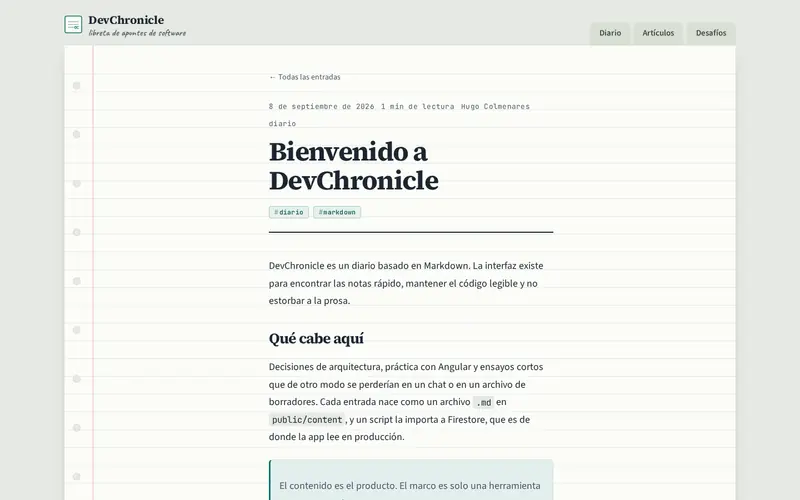 DevChronicle
libreta de apontes de software
Diario
Artículos
Desafíos
← Todas las entradas
8 de septiembre de 2026 1 min de lectura Hugo Colmenares
diario
Bienvenido a
DevChronicle
#diario #markdown
DevChronicle es un diario basado en Markdown. La interfaz existe
para encontrar las notas rápido, mantener el código legible y no
estorbar a la prosa.
Qué cabe aquí
Decisiones de arquitectura, práctica con Angular y ensayos cortos
que de otro modo se perderían en un chat o en un archivo de
borradores. Cada entrada nace como un archivo .md en
public/content, y un script la importa a Firestore, que es de
donde la app lee en producción.
El contenido es el producto. El marco es solo una herramienta